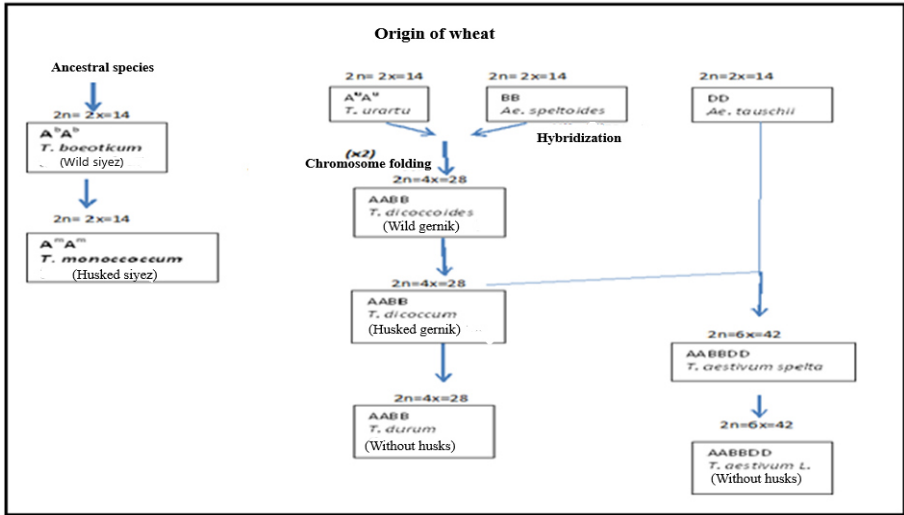 Origin of wheat
Ancestral species
2n= 2x=14
AᵇAᵇ
T. boeoticum
(Wild siyez)
2n= 2x=14
AᵐAᵐ
T. monoccoccum
(Husked siyez)
2n= 2x=14
AᵘAᵘ
T. urartu
2n= 2x=14
BB
Ae. speltoides
Hybridization
(x2)
Chromosome folding
2n=4x=28
AABB
T. dicoccoides
(Wild gernik)
2n=4x=28
AABB
T. dicoccum
(Husked gernik)
2n=4x=28
AABB
T. durum
(Without husks)
2n=2x=14
DD
Ae. tauschii
2n=6x=42
AABBDD
T. aestivum spelta
2n=6x=42
AABBDD
T. aestivum L.
(Without husks)